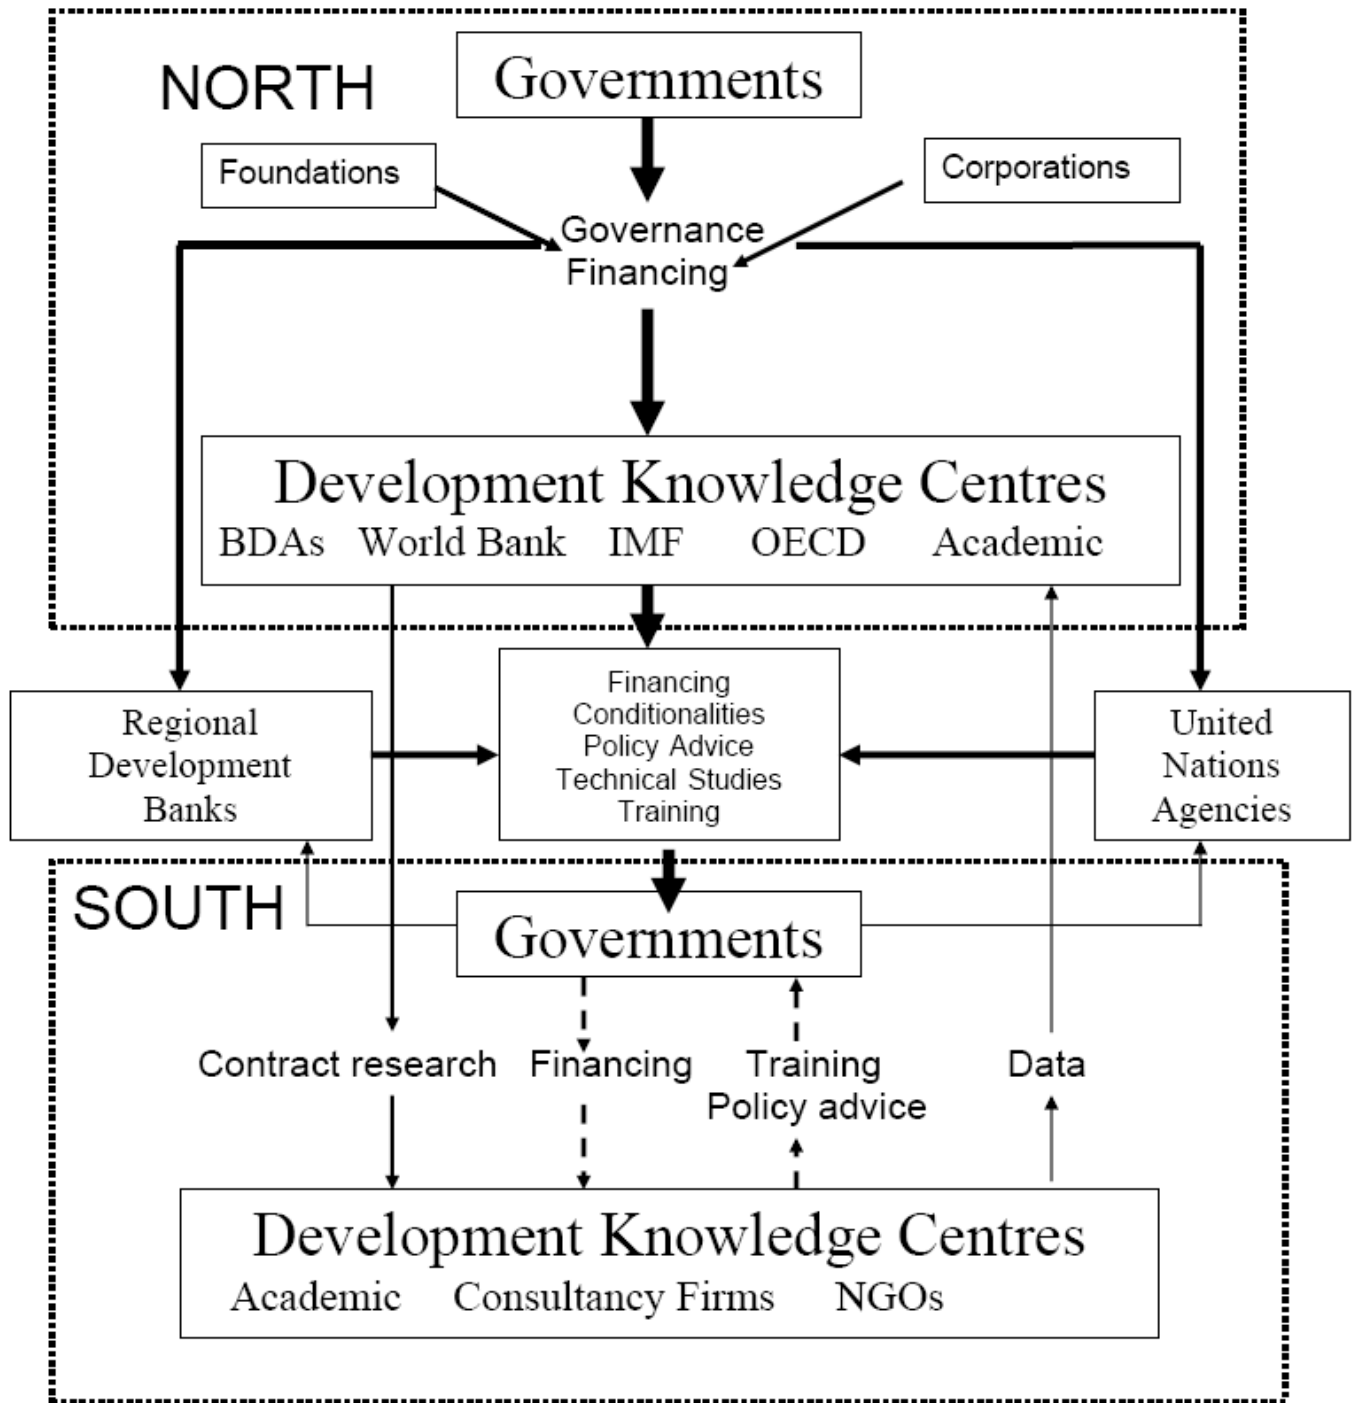 NORTH
Governments
Foundations
Corporations
Governance
Financing
Development Knowledge Centres
BDAs World Bank IMF OECD Academic
Regional
Development
Banks
Financing
Conditionalities
Policy Advice
Technical Studies
Training
United
Nations
Agencies
SOUTH
Governments
Contract research
Financing
Training
Policy advice
Data
Development Knowledge Centres
Academic Consultancy Firms NGOs